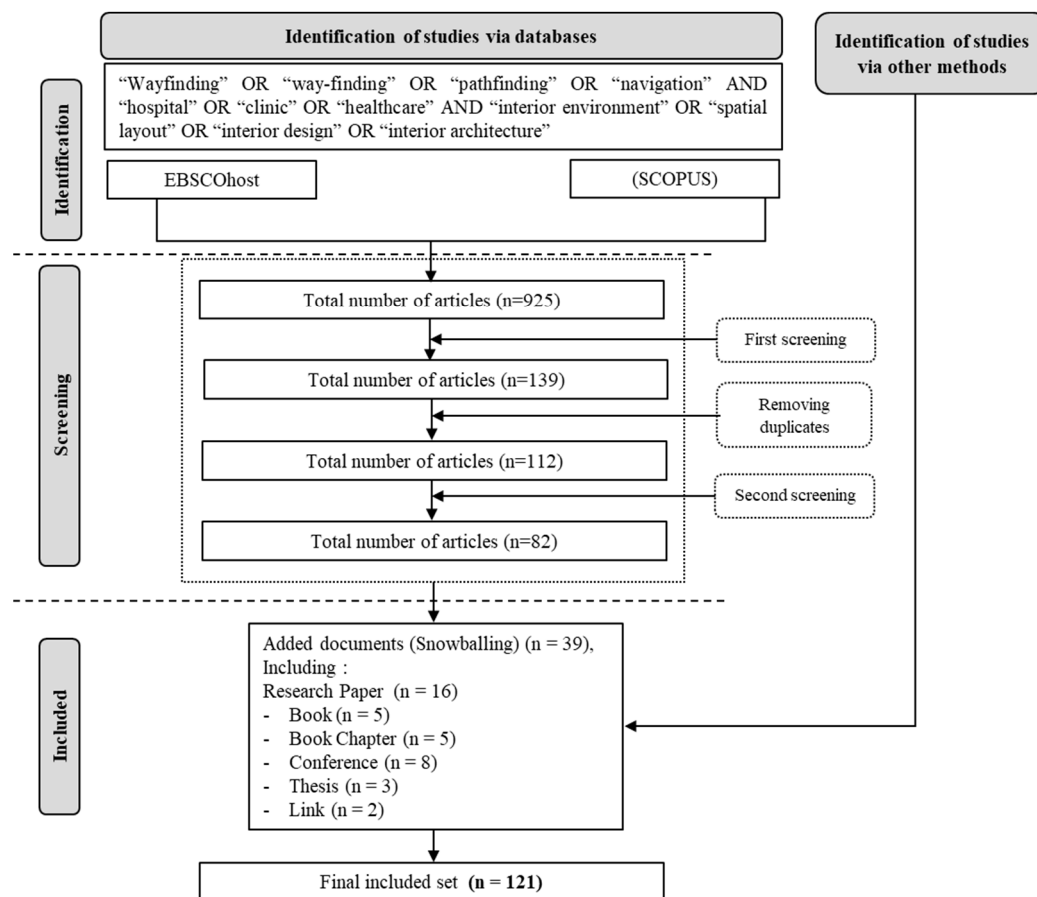 Identification of studies via databases
Identification of studies
via other methods
Identification
“Wayfinding” OR “way-finding” OR “pathfinding” OR “navigation” AND
“hospital” OR “clinic” OR “healthcare” AND “interior environment” OR “spatial
layout” OR “interior design” OR “interior architecture”
EBSCOhost
(SCOPUS)
Screening
Total number of articles (n=925)
First screening
Total number of articles (n=139)
Removing
duplicates
Total number of articles (n=112)
Second screening
Total number of articles (n=82)
Included
Added documents (Snowballing) (n = 39),
Including :
Research Paper (n = 16)
- Book (n = 5)
- Book Chapter (n = 5)
- Conference (n = 8)
- Thesis (n = 3)
- Link (n = 2)
Final included set (n = 121)